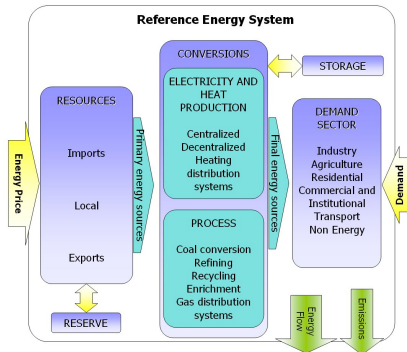 Reference Energy System
CONVERSIONS
STORAGE
ELECTRICITY AND
HEAT
PRODUCTION
Centralized
Decentralized
Heating
distribution
systems
RESOURCES
Imports
Local
Exports
DEMAND
SECTOR
Industry
Agriculture
Residential
Commercial and
Institutional
Transport
Non Energy
Energy Price
Primary energy sources
Final energy sources
Demand
PROCESS
Coal conversion
Refining
Recycling
Enrichment
Gas distribution
systems
RESERVE
Energy
Flow
Emissions